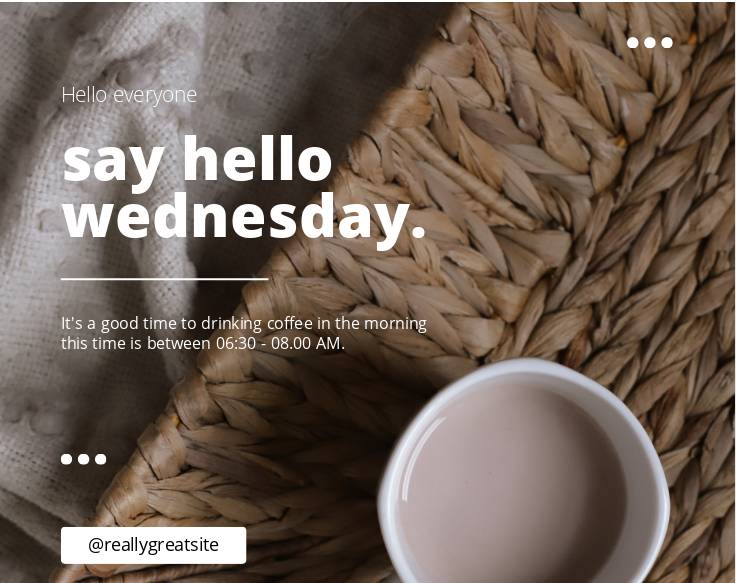 Hello everyone
say hello
wednesday.
It's a good time to drinking coffee in the morning
this time is between 06:30 - 08.00 AM.
@reallygreatsite